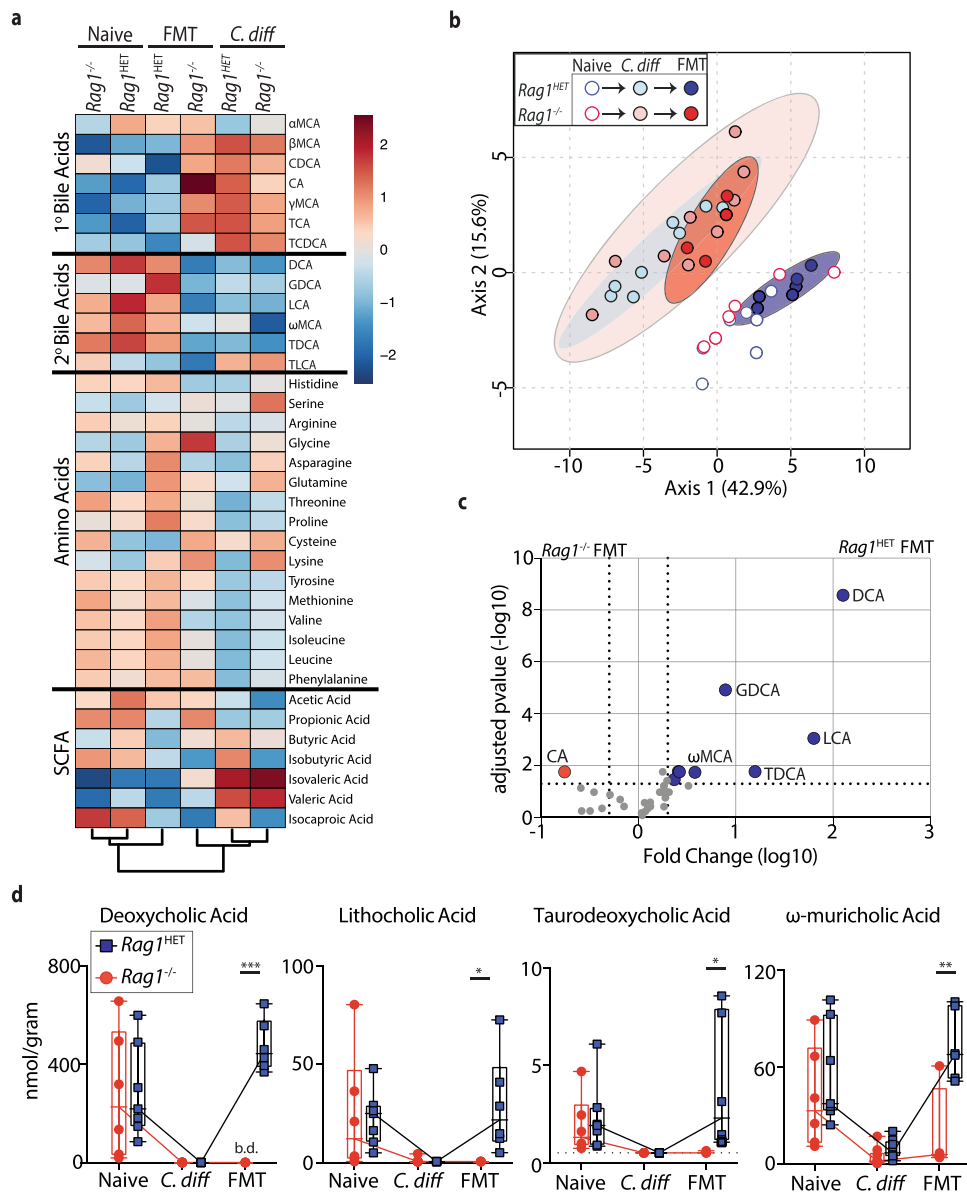 a
Naive FMT C. diff
Rag1-/- Rag1HET Rag1HET Rag1-/- Rag1HET Rag1-/-
1º Bile Acids
αMCA
βMCA
CDCA
CA
γMCA
TCA
TCDCA
2º Bile Acids
DCA
GDCA
LCA
ωMCA
TDCA
TLCA
Amino Acids
Histidine
Serine
Arginine
Glycine
Asparagine
Glutamine
Threonine
Proline
Cysteine
Lysine
Tyrosine
Methionine
Valine
Isoleucine
Leucine
Phenylalanine
SCFA
Acetic Acid
Propionic Acid
Butyric Acid
Isobutyric Acid
Isovaleric Acid
Valeric Acid
Isocaproic Acid
2
1
0
−1
−2
b
Naive C. diff FMT
Rag1HET
Rag1-/-
Axis 2 (15.6%)
5
0
-5
-10 -5 0 5 10
Axis 1 (42.9%)
c
Rag1-/- FMT Rag1HET FMT
adjusted pvalue (-log10)
10
8
6
4
2
0
DCA
GDCA
LCA
CA
ωMCA
TDCA
-1 0 1 2 3
Fold Change (log10)
d
Deoxycholic Acid
Rag1HET
Rag1-/-
nmol/gram
800
400
0
***
b.d.
Naive C. diff FMT
Lithocholic Acid
100
50
0
*
Naive C. diff FMT
Taurodeoxycholic Acid
10
5
0
*
Naive C. diff FMT
ω-muricholic Acid
120
60
0
**
Naive C. diff FMT